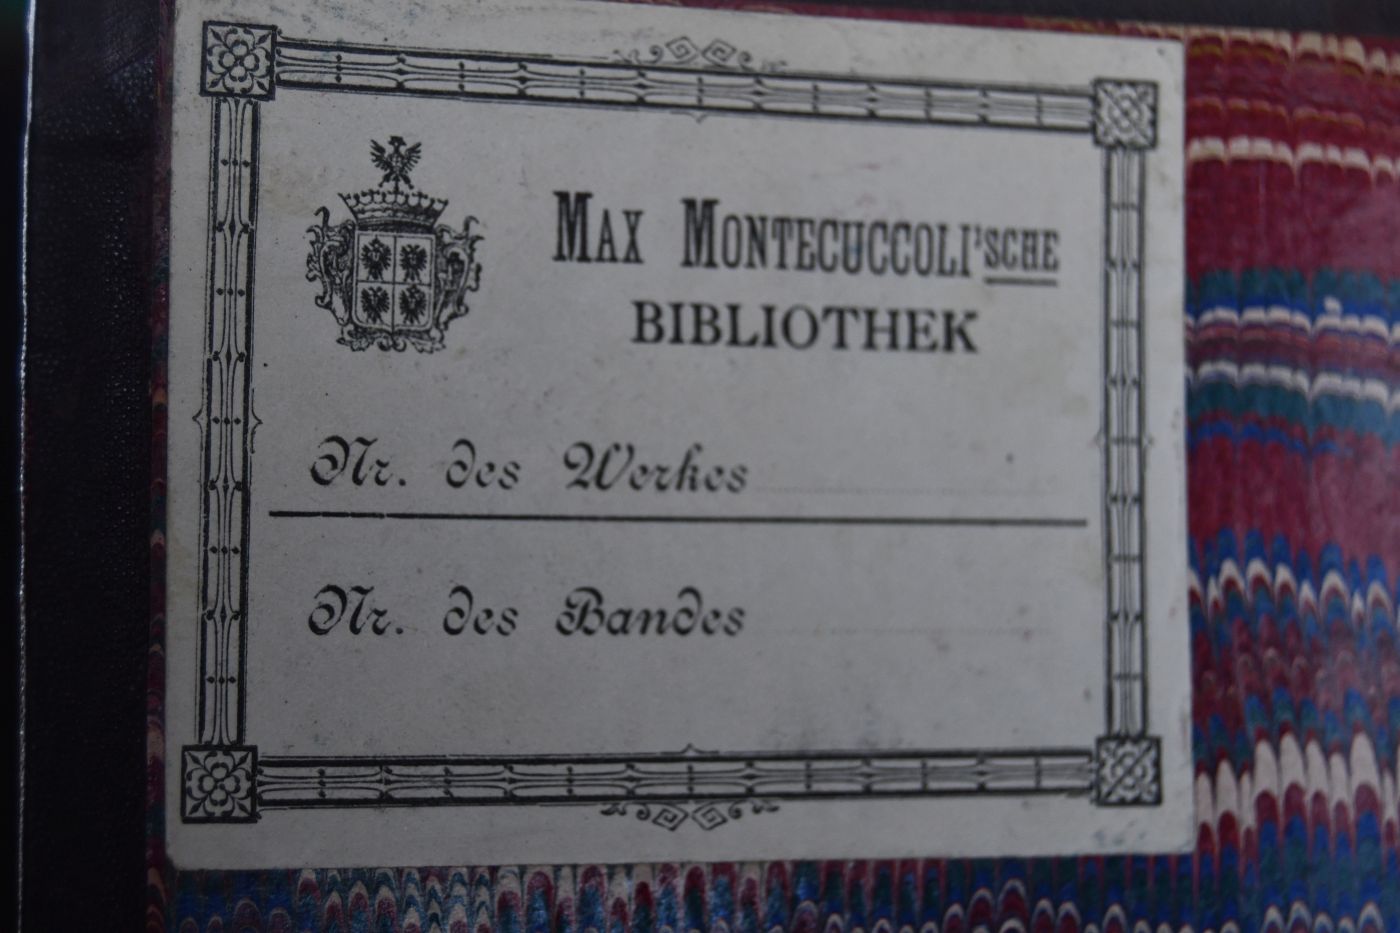 MAX MONTECUCCOLI'SCHE
BIBLIOTHEK
Nr. des Werkes
Nr. des Bandes